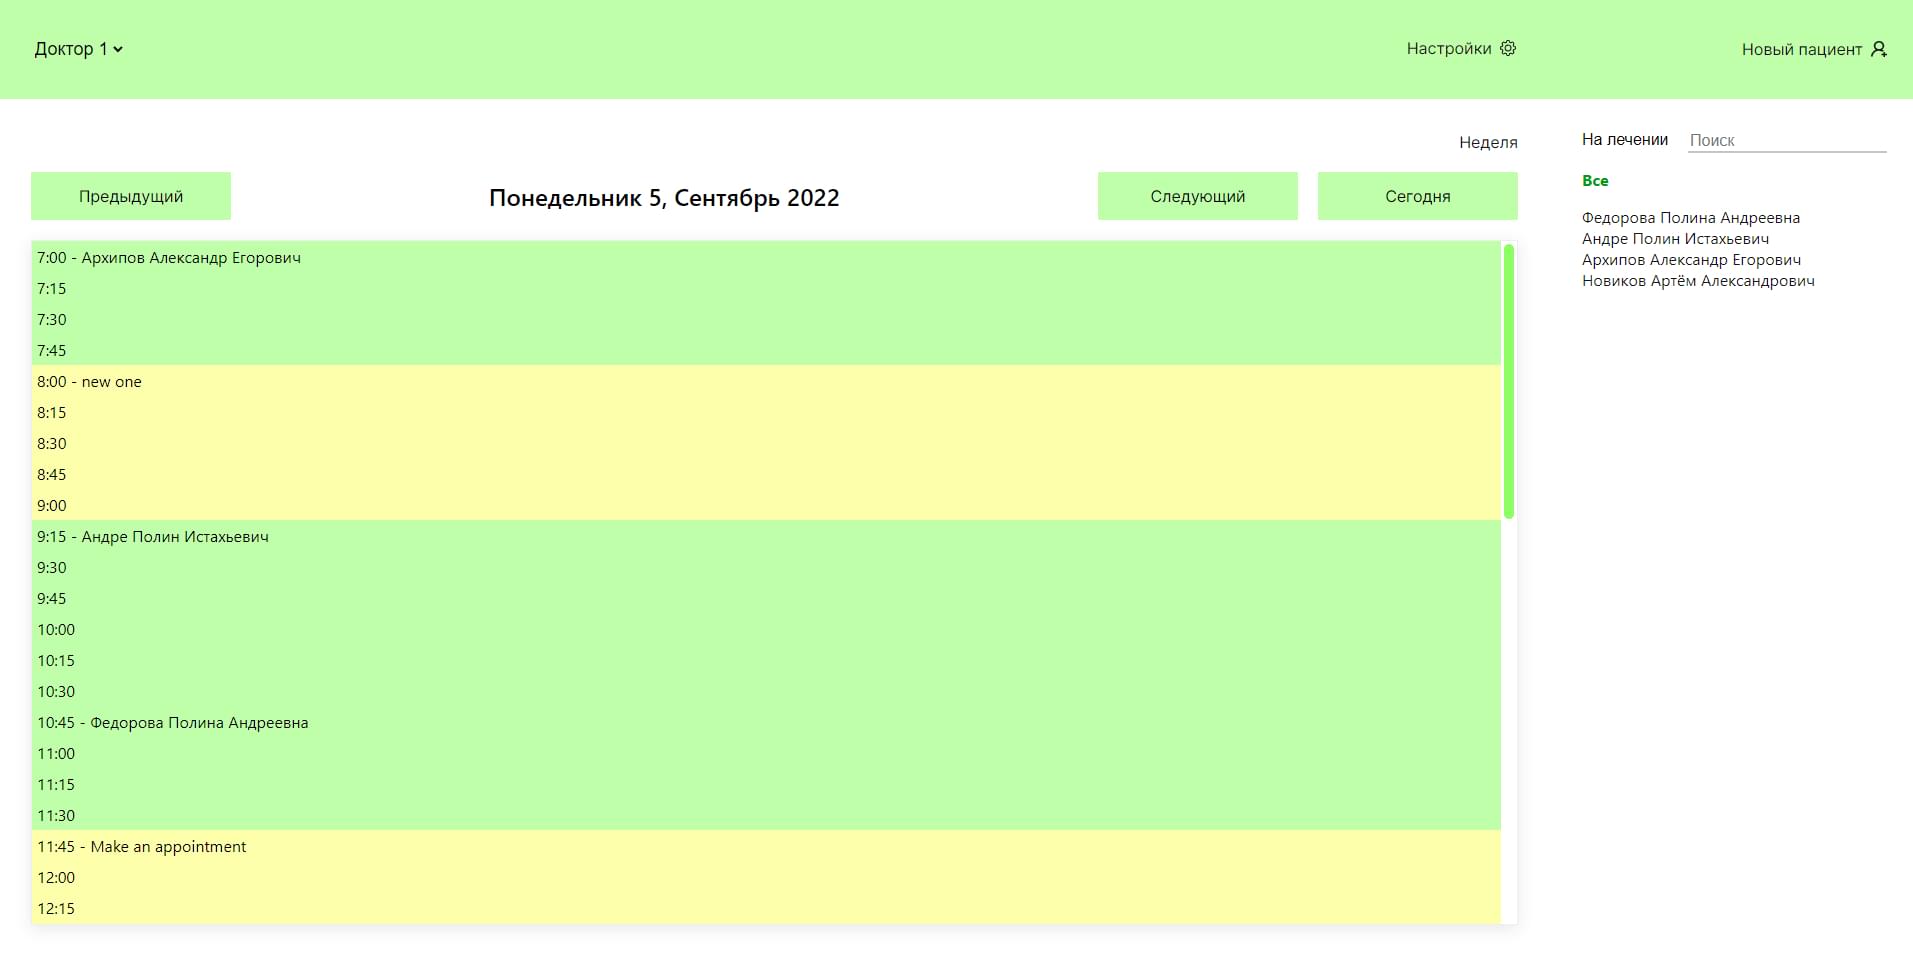 Доктор 1
Настройки
Новый пациент
Неделя
Предыдущий
Понедельник 5, Сентябрь 2022
Следующий
Сегодня
7:00 - Архипов Александр Егорович
7:15
7:30
7:45
8:00 - new one
8:15
8:30
8:45
9:00
9:15 - Андре Полин Истахьевич
9:30
9:45
10:00
10:15
10:30
10:45 - Федорова Полина Андреевна
11:00
11:15
11:30
11:45 - Make an appointment
12:00
12:15
На лечении
Поиск
Все
Федорова Полина Андреевна
Андре Полин Истахьевич
Архипов Александр Егорович
Новиков Артём Александрович